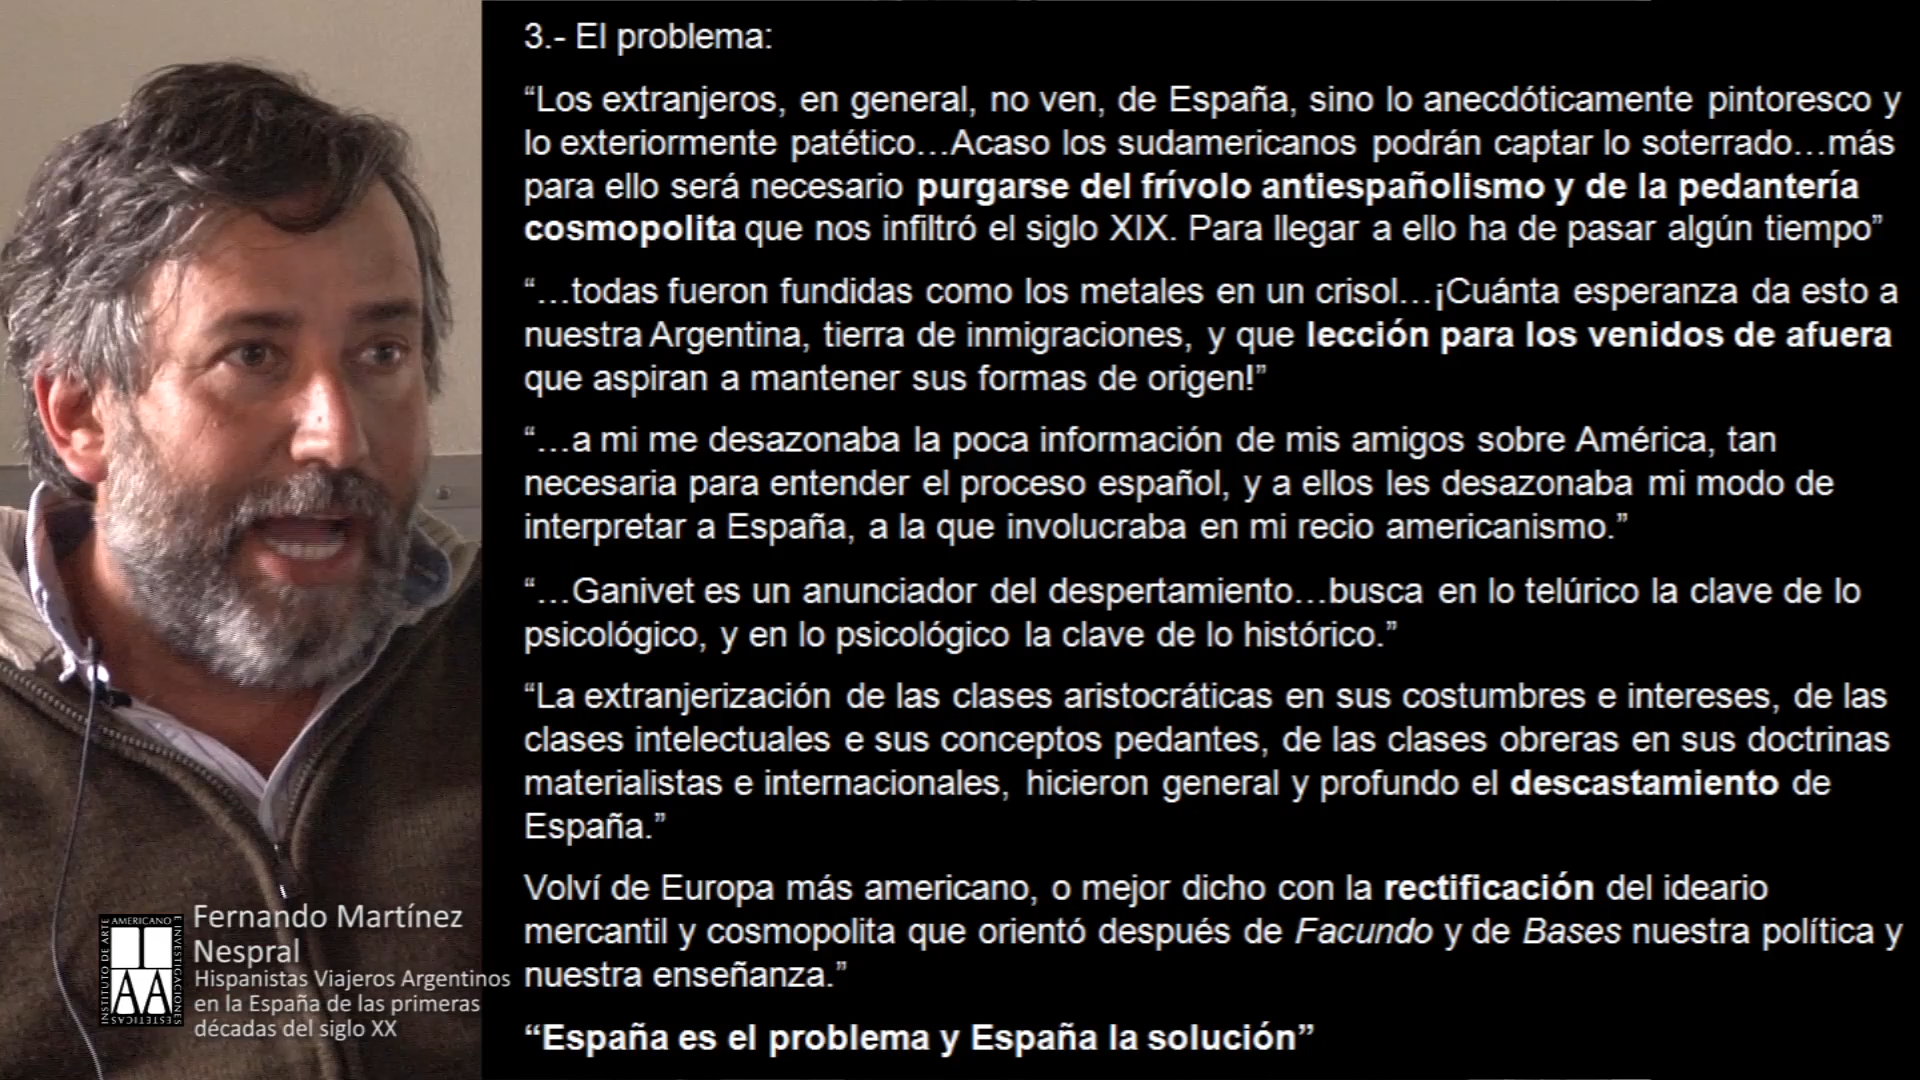 3.- El problema:
“Los extranjeros, en general, no ven, de España, sino lo anecdóticamente pintoresco y
lo exteriormente patético…Acaso los sudamericanos podrán captar lo soterrado…más
para ello será necesario purgarse del frívolo antiespañolismo y de la pedantería
cosmopolita que nos infiltró el siglo XIX. Para llegar a ello ha de pasar algún tiempo”
“…todas fueron fundidas como los metales en un crisol…¡Cuánta esperanza da esto a
nuestra Argentina, tierra de inmigraciones, y que lección para los venidos de afuera
que aspiran a mantener sus formas de origen!”
“…a mi me desazonaba la poca información de mis amigos sobre América, tan
necesaria para entender el proceso español, y a ellos les desazonaba mi modo de
interpretar a España, a la que involucraba en mi recio americanismo.”
“…Ganivet es un anunciador del despertamiento…busca en lo telúrico la clave de lo
psicológico, y en lo psicológico la clave de lo histórico.”
“La extranjerización de las clases aristocráticas en sus costumbres e intereses, de las
clases intelectuales e sus conceptos pedantes, de las clases obreras en sus doctrinas
materialistas e internacionales, hicieron general y profundo el descastamiento de
España.”
Volví de Europa más americano, o mejor dicho con la rectificación del ideario
mercantil y cosmopolita que orientó después de Facundo y de Bases nuestra política y
nuestra enseñanza.”
“España es el problema y España la solución”
INSTITUTO DE ARTE
AMERICANO E
INVESTIGACIONES
ESTETICAS
IAA
Fernando Martínez
Nespral
Hispanistas Viajeros Argentinos
en la España de las primeras
décadas del siglo XX